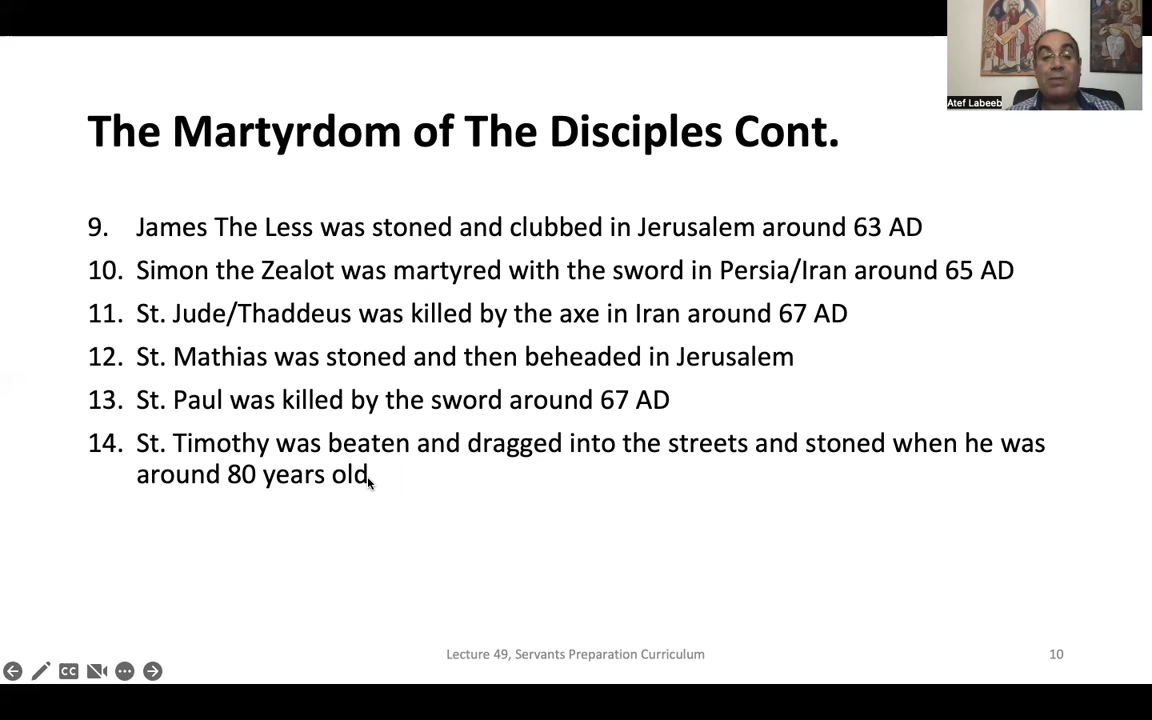 Atef Labeeb
The Martyrdom of The Disciples Cont.
9. James The Less was stoned and clubbed in Jerusalem around 63 AD
10. Simon the Zealot was martyred with the sword in Persia/Iran around 65 AD
11. St. Jude/Thaddeus was killed by the axe in Iran around 67 AD
12. St. Mathias was stoned and then beheaded in Jerusalem
13. St. Paul was killed by the sword around 67 AD
14. St. Timothy was beaten and dragged into the streets and stoned when he was
around 80 years old
Lecture 49, Servants Preparation Curriculum
10
CC